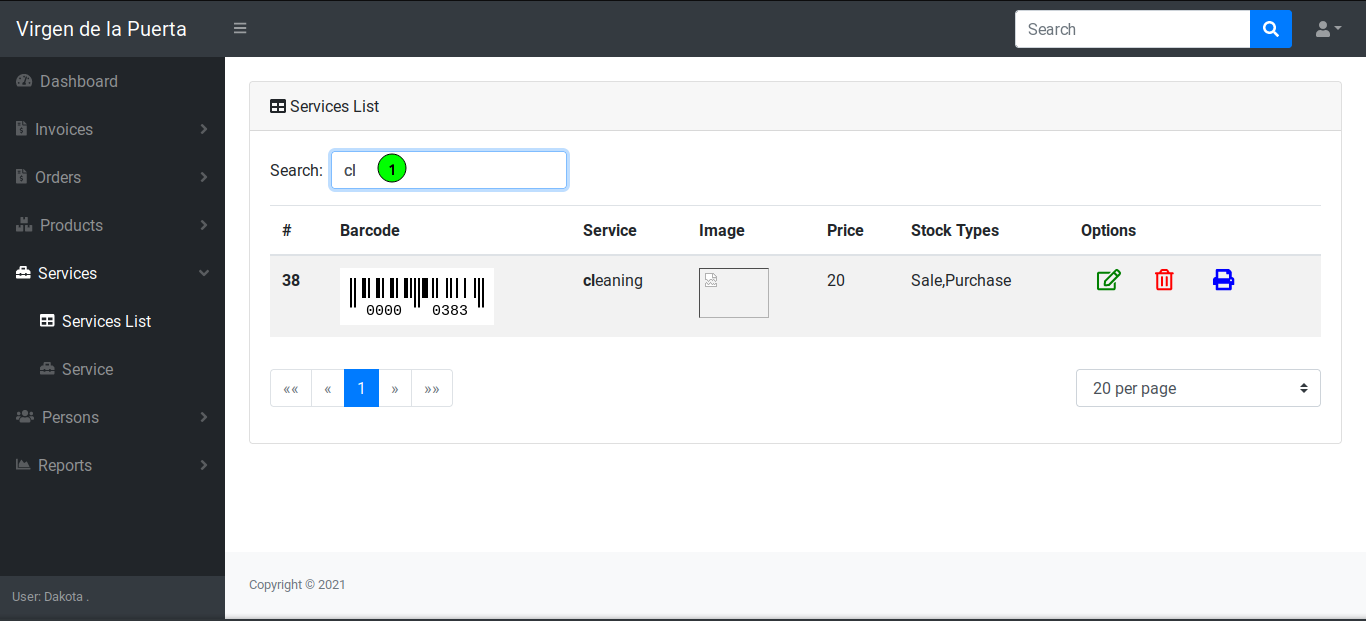 Virgen de la Puerta
Search
Dashboard
Invoices
Orders
Products
Services
Services List
Service
Persons
Reports
User: Dakota .
Services List
Search: cl 1
# Barcode Service Image Price Stock Types Options
38 0000 0383 cleaning 20 Sale,Purchase
«« « 1 » »»
20 per page
Copyright © 2021